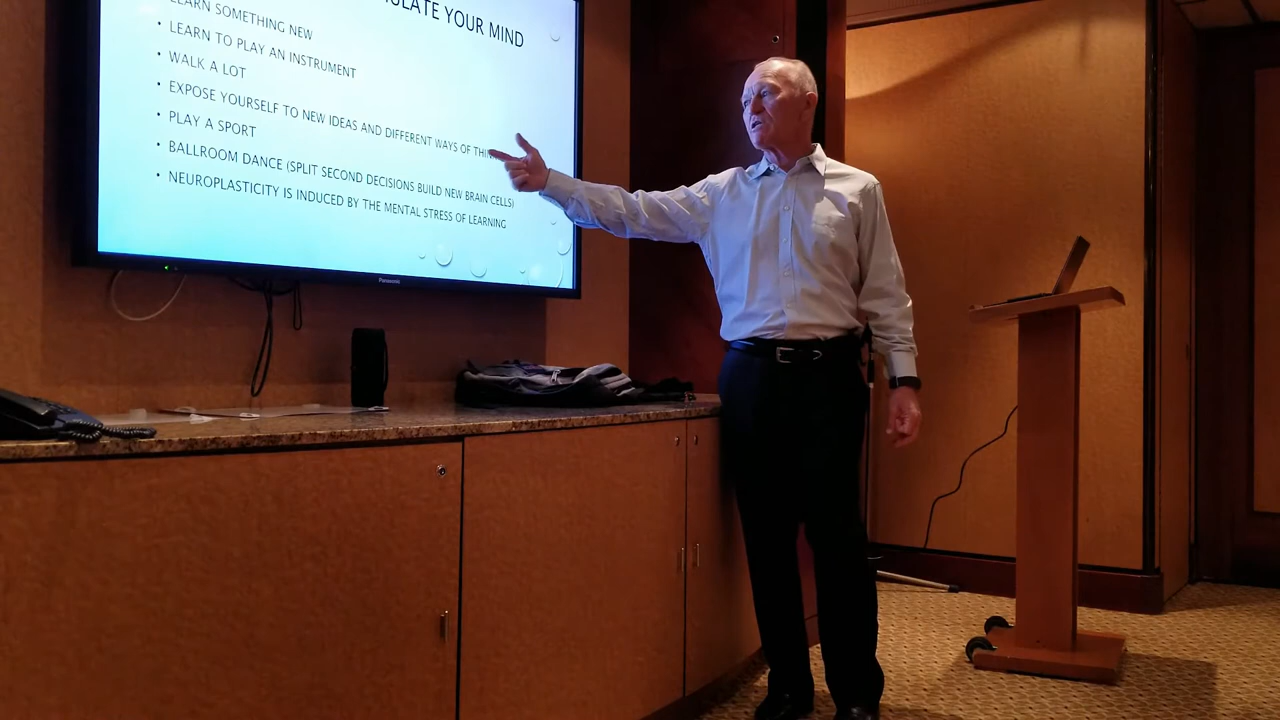 YOUR MIND
LEARN SOMETHING NEW
• LEARN TO PLAY AN INSTRUMENT
• WALK A LOT
• EXPOSE YOURSELF TO NEW IDEAS AND DIFFERENT WAYS OF
• PLAY A SPORT
• BALLROOM DANCE (SPLIT SECOND DECISIONS BUILD NEW BRAIN CELLS)
• NEUROPLASTICITY IS INDUCED BY THE MENTAL STRESS OF LEARNING
Panasonic